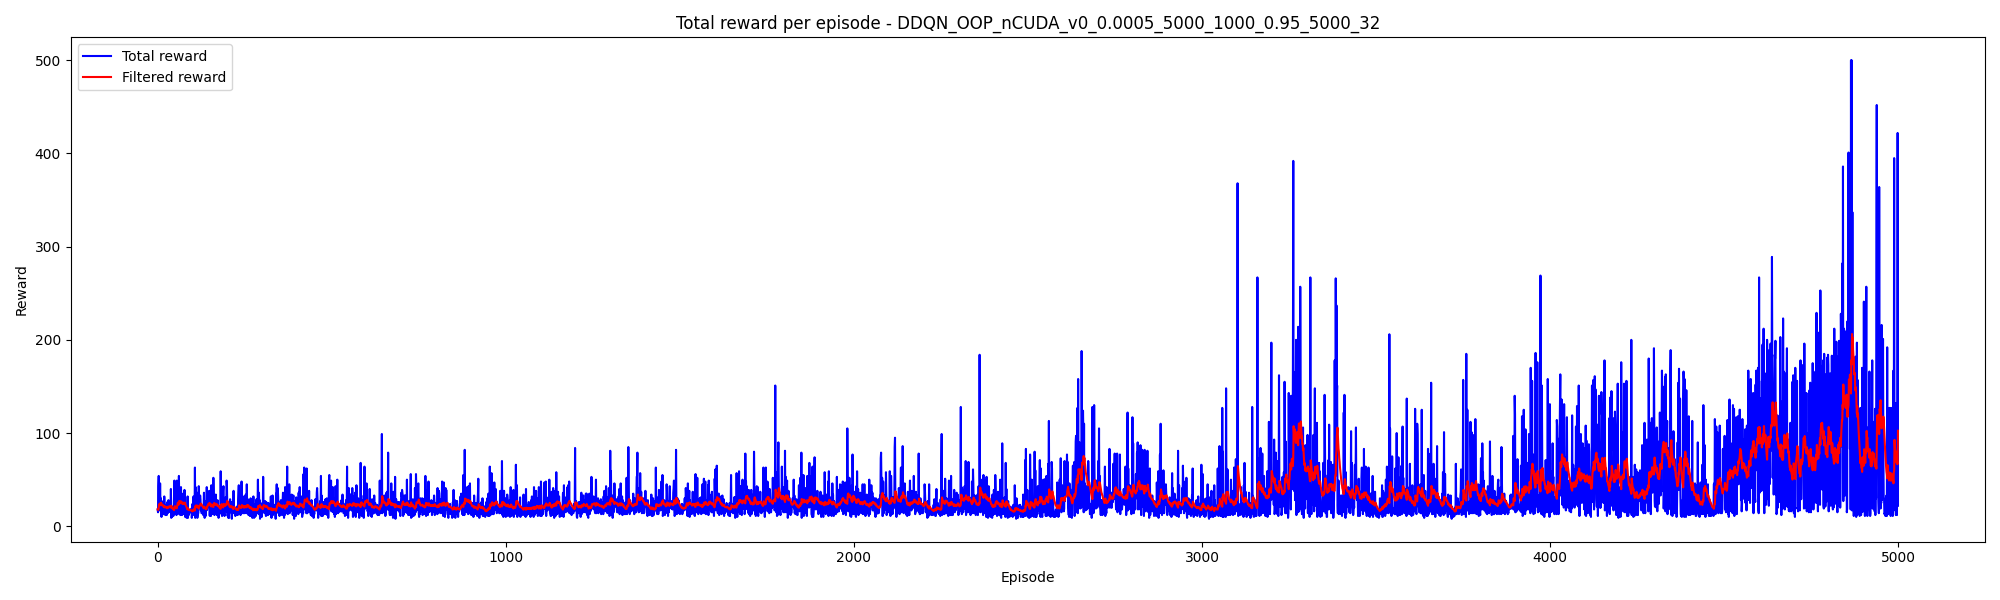 Total reward per episode - DDQN_OOP_nCUDA_v0_0.0005_5000_1000_0.95_5000_32
Total reward
Filtered reward
500
400
300
200
100
0
Reward
0 1000 2000 3000 4000 5000
Episode